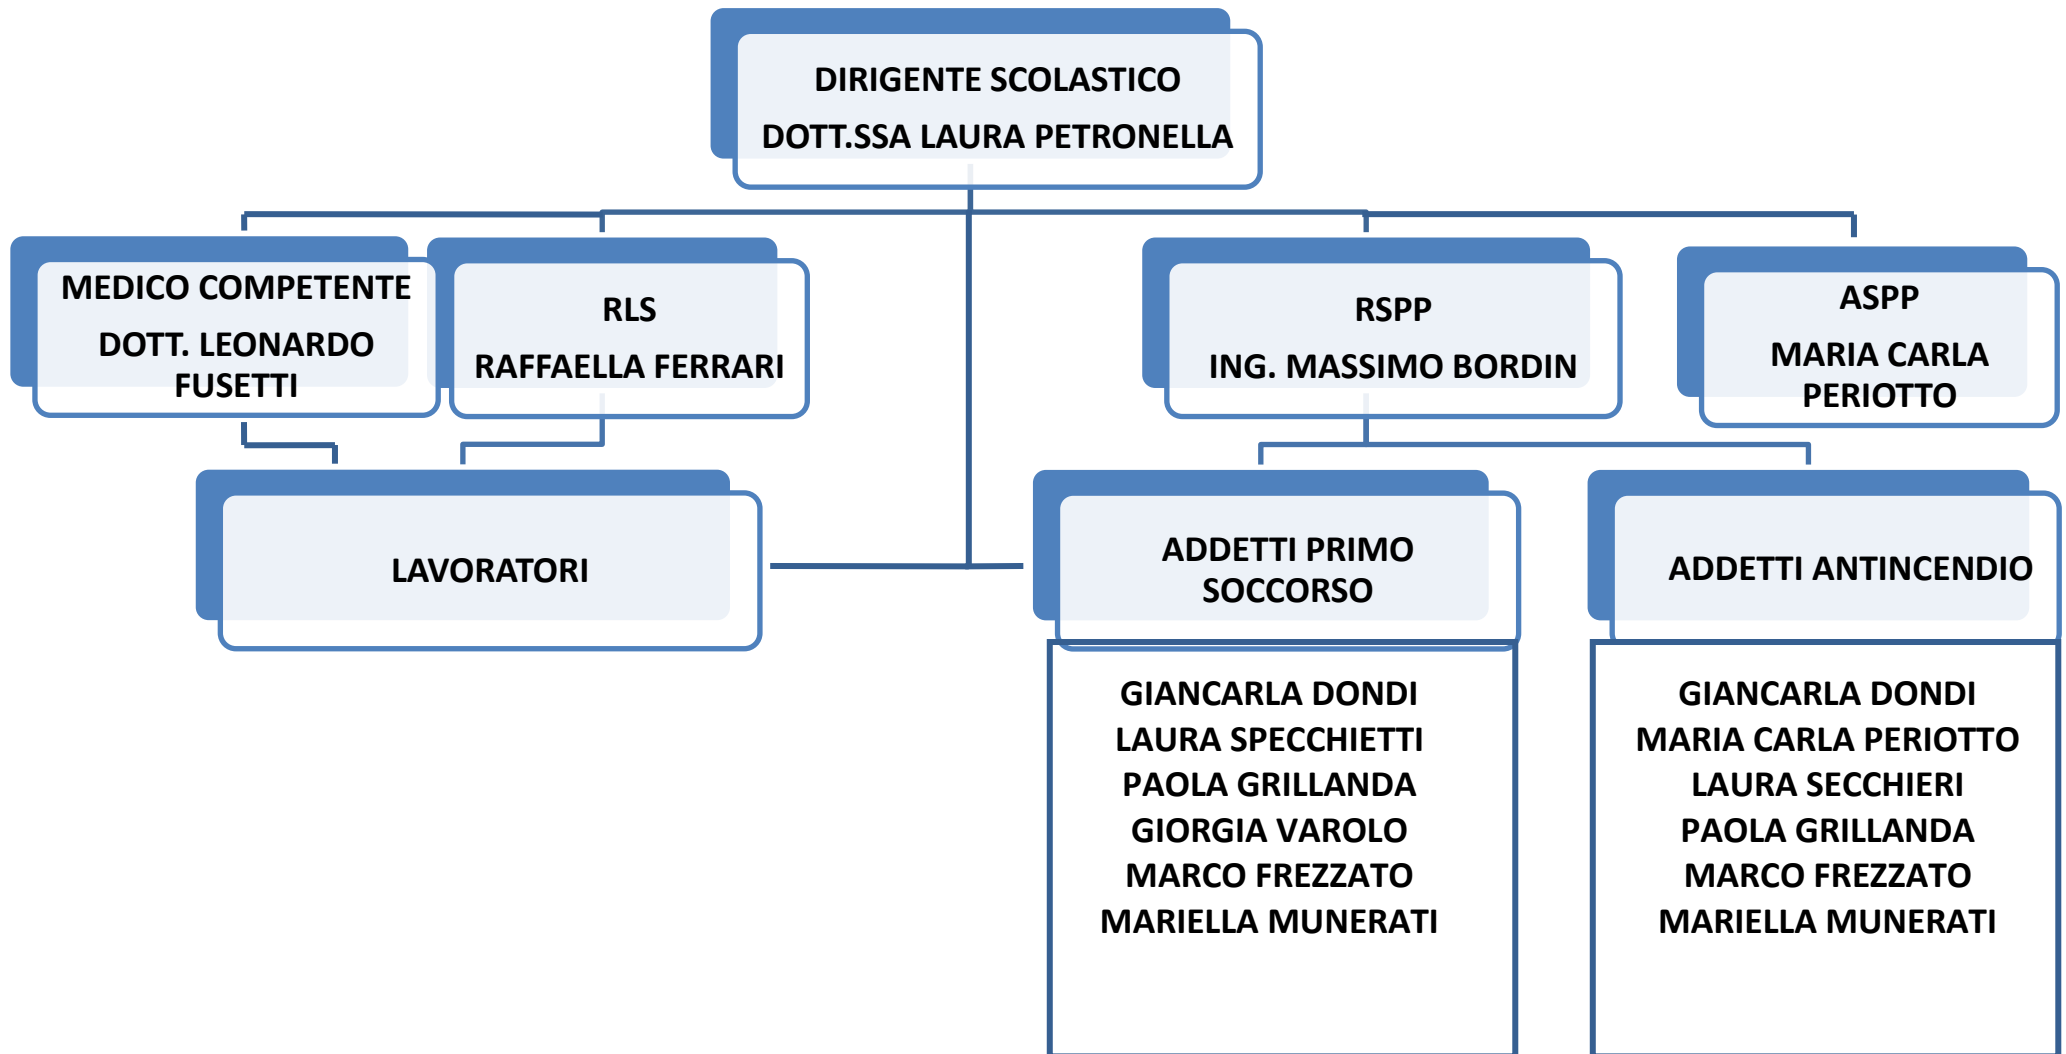 DIRIGENTE SCOLASTICO
DOTT.SSA LAURA PETRONELLA
MEDICO COMPETENTE
DOTT. LEONARDO
FUSETTI
RLS
RAFFAELLA FERRARI
RSPP
ING. MASSIMO BORDIN
ASPP
MARIA CARLA
PERIOTTO
LAVORATORI
ADDETTI PRIMO
SOCCORSO
ADDETTI ANTINCENDIO
GIANCARLA DONDI
LAURA SPECCHIETTI
PAOLA GRILLANDA
GIORGIA VAROLO
MARCO FREZZATO
MARIELLA MUNERATI
GIANCARLA DONDI
MARIA CARLA PERIOTTO
LAURA SECCHIERI
PAOLA GRILLANDA
MARCO FREZZATO
MARIELLA MUNERATI